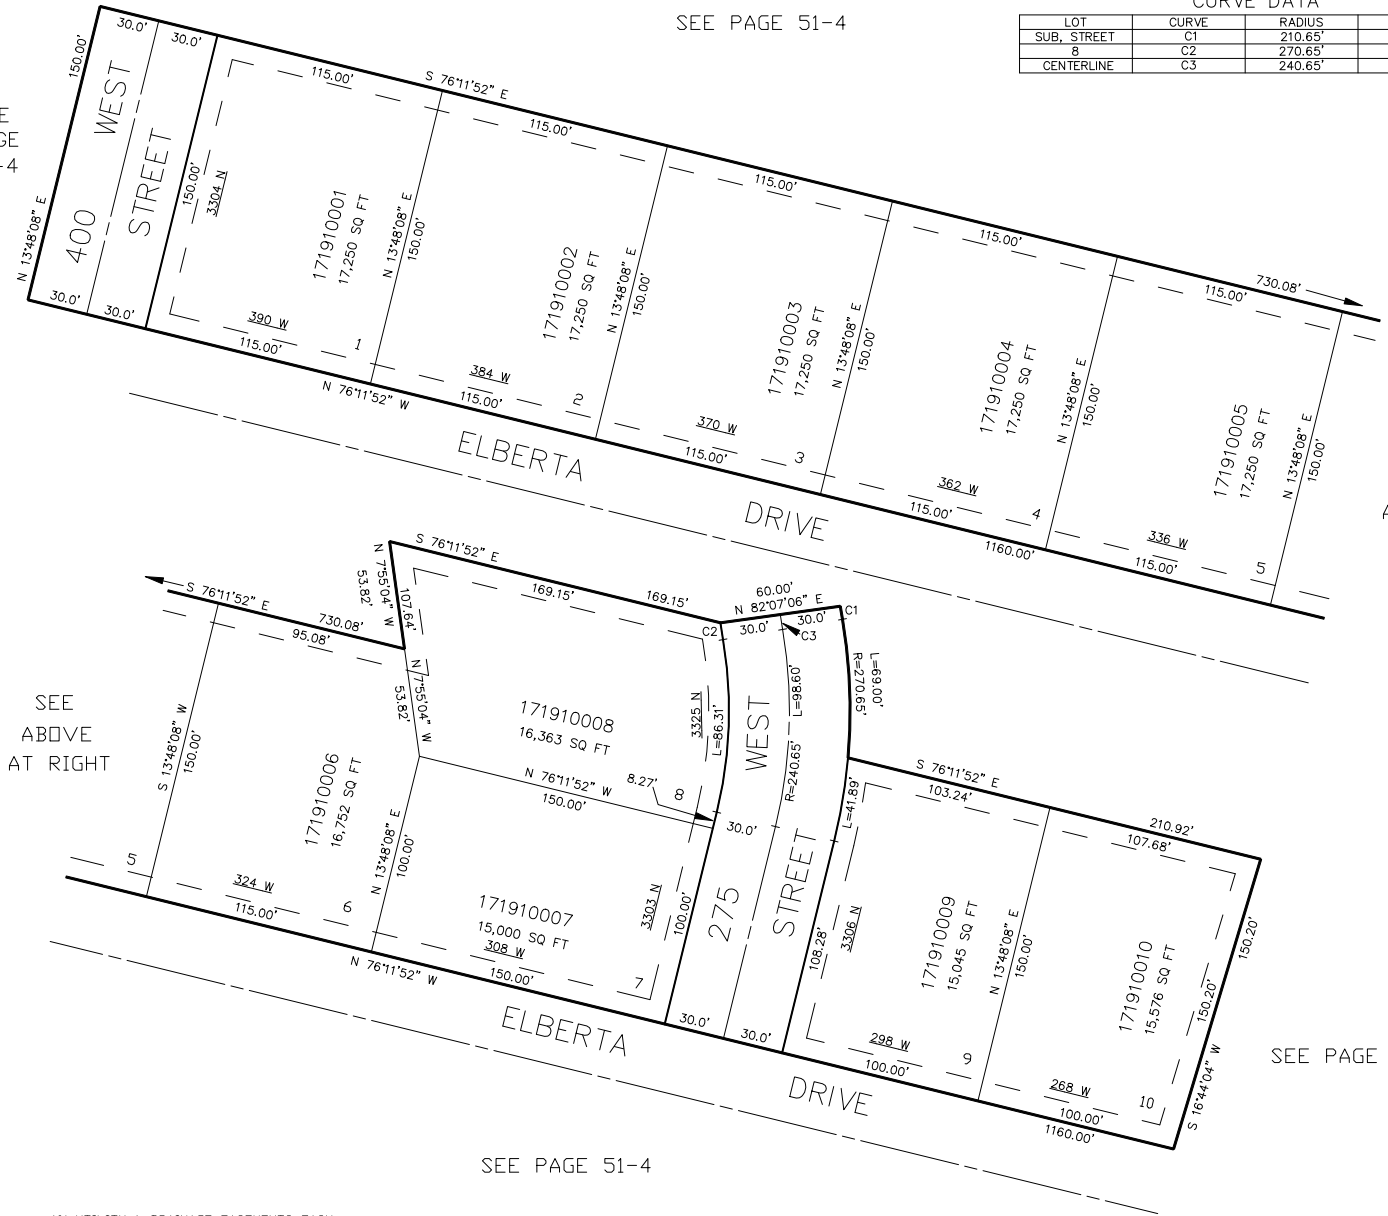 SEE PAGE 51-4
CURVE DATA
LOT CURVE RADIUS
SUB, STREET C1 210.65'
8 C2 270.65'
CENTERLINE C3 240.65'
30.0'
30.0'
150.00'
N 13°48'08" E
400 WEST
STREET
30.0'
30.0'
-4
150.00'
3304 N
115.00'
S 76°11'52" E
115.00'
115.00'
115.00'
115.00'
730.08'
171910001
17,250 SQ FT
N 13°48'08" E
150.00'
390 W
115.00'
1
N 76°11'52" W
171910002
17,250 SQ FT
N 13°48'08" E
150.00'
384 W
115.00'
2
171910003
17,250 SQ FT
N 13°48'08" E
150.00'
370 W
115.00'
3
171910004
17,250 SQ FT
N 13°48'08" E
150.00'
362 W
115.00'
4
1160.00'
171910005
17,250 SQ FT
N 13°48'08" E
150.00'
336 W
115.00'
5
ELBERTA
DRIVE
SEE
ABOVE
AT RIGHT
S 76°11'52" E
730.08'
95.08'
N 7°55'04" W
53.82'
107.64'
S 76°11'52" E
169.15'
169.15'
N 7°55'04" W
53.82'
60.00'
N 82°07'06" E
C1
C2
30.0'
30.0'
C3
L=69.00'
R=270.65'
S 13°48'08" W
150.00'
171910006
16,752 SQ FT
N 13°48'08" E
100.00'
5
324 W
115.00'
6
171910008
16,363 SQ FT
3325 N
L=86.31'
N 76°11'52" W
150.00'
8.27'
8
171910007
15,000 SQ FT
308 W
150.00'
7
3303 N
100.00'
N 76°11'52" W
L=98.60'
R=240.65'
30.0'
275 WEST
STREET
30.0'
30.0'
L=41.89'
108.28'
S 76°11'52" E
103.24'
210.92'
107.68'
3306 N
171910009
15,045 SQ FT
N 13°48'08" E
150.00'
298 W
100.00'
9
171910010
15,576 SQ FT
150.20'
150.20'
S 16°44'04" W
268 W
100.00'
10
1160.00'
ELBERTA
DRIVE
SEE PAGE
SEE PAGE 51-4